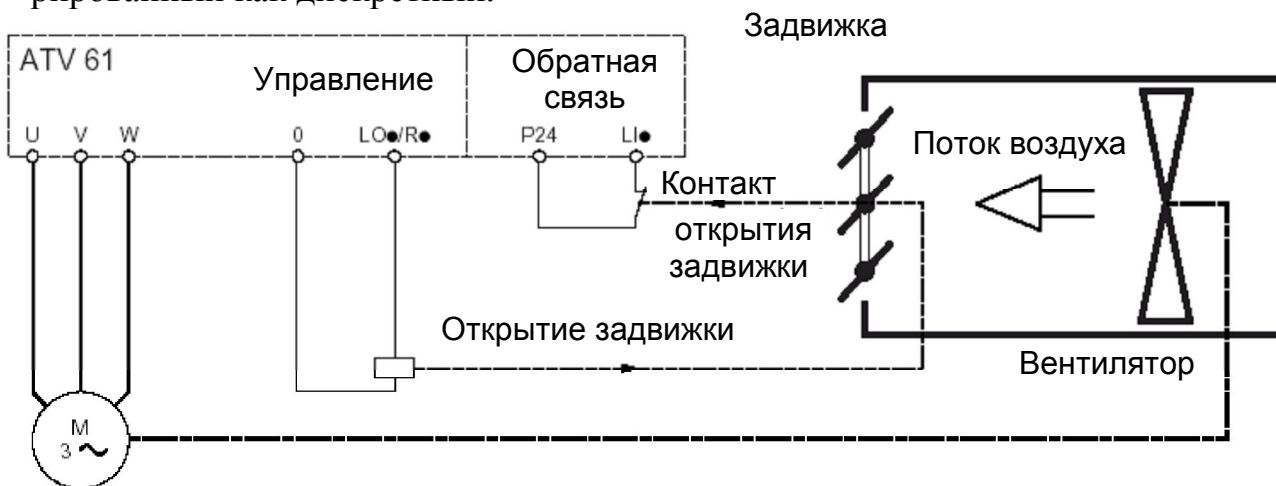 рированный как дискретный.
Задвижка
ATV 61
Управление
Обратная
связь
U V W 0 LO●/R● P24 LI●
Поток воздуха
Контакт
открытия
задвижки
Открытие задвижки
Вентилятор
M
3 ~